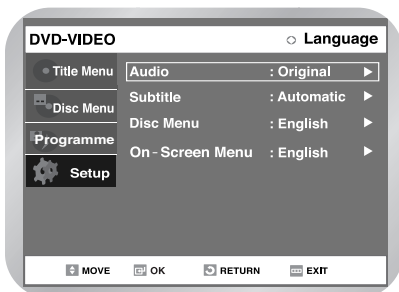 DVD-VIDEO
Language
Title Menu
Disc Menu
Programme
Setup
Audio : Original
Subtitle : Automatic
Disc Menu : English
On-Screen Menu : English
MOVE OK RETURN EXIT